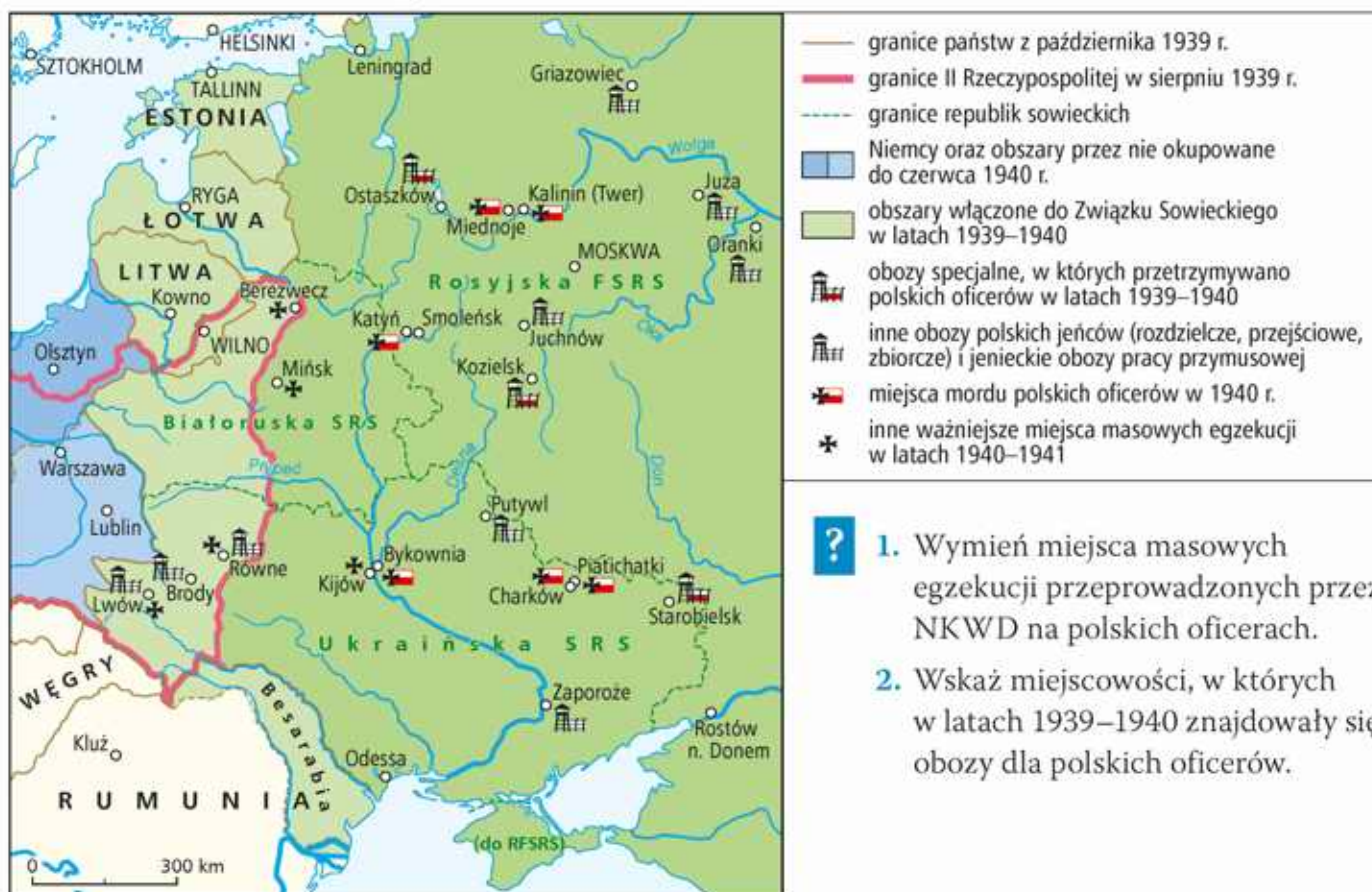 HELSINKI
SZTOKHOLM
Leningrad
TALLINN
ESTONIA
Griazowiec
Wołga
RYGA
ŁOTWA
Ostaszków
Kalinin (Twer)
Miednoje
Juża
Oranki
MOSKWA
LITWA
Rosyjska FSRS
Kowno
Berezwecz
Katyń
Smoleńsk
Oka
Juchnów
Olsztyn
WILNO
Mińsk
Kozielsk
Białoruska SRS
Warszawa
Prypeć
Desna
Don
Lublin
Putywl
Równe
Bykownia
Kijów
Brody
Lwów
Piatichatki
Charków
Starobielsk
Ukraińska SRS
WĘGRY
Besarabia
Zaporoże
Rostów
n. Donem
Kluż
Odessa
RUMUNIA
(do RFSRS)
0 300 km
granice państw z października 1939 r.
granice II Rzeczypospolitej w sierpniu 1939 r.
granice republik sowieckich
Niemcy oraz obszary przez nie okupowane
do czerwca 1940 r.
obszary włączone do Związku Sowieckiego
w latach 1939–1940
obozy specjalne, w których przetrzymywano
polskich oficerów w latach 1939–1940
inne obozy polskich jeńców (rozdzielcze, przejściowe,
zbiorcze) i jenieckie obozy pracy przymusowej
miejsca mordu polskich oficerów w 1940 r.
inne ważniejsze miejsca masowych egzekucji
w latach 1940–1941
?
1. Wymień miejsca masowych
egzekucji przeprowadzonych przez
NKWD na polskich oficerach.
2. Wskaż miejscowości, w których
w latach 1939–1940 znajdowały się
obozy dla polskich oficerów.